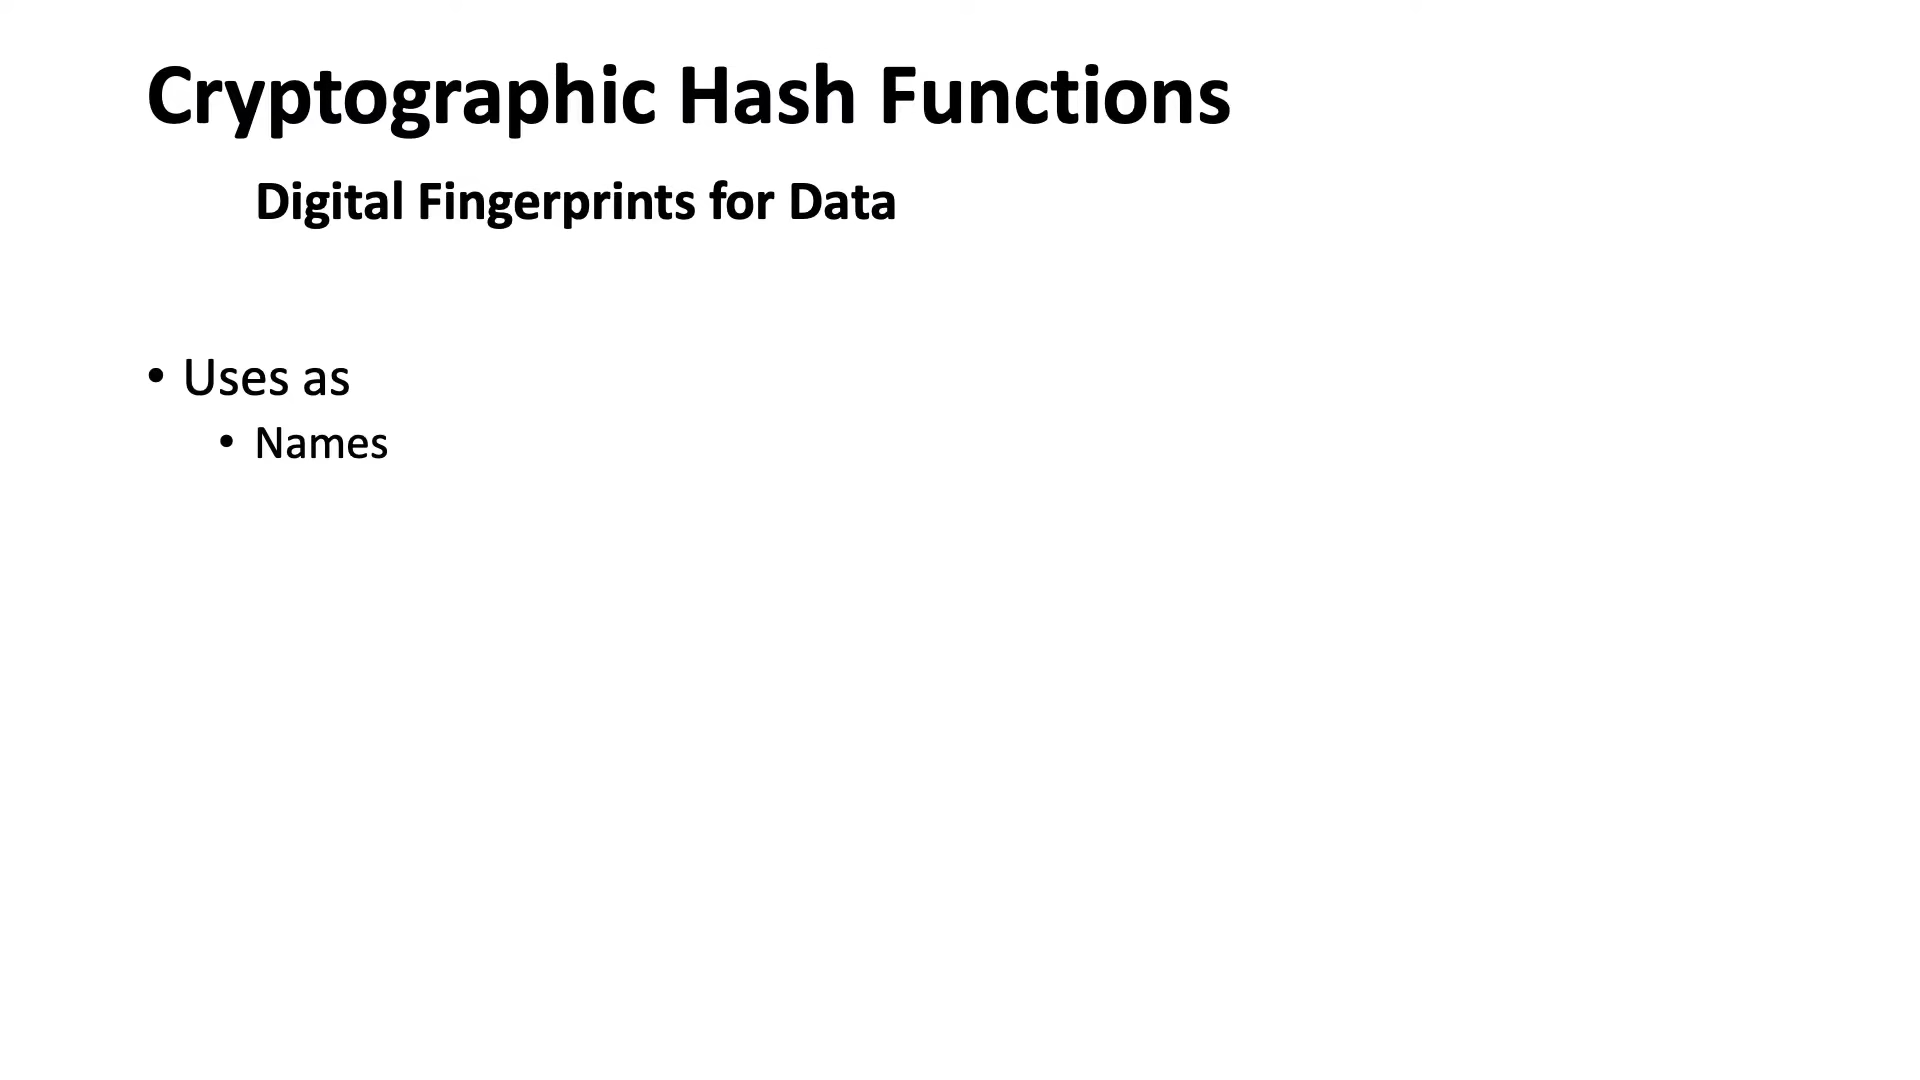 Cryptographic Hash Functions
Digital Fingerprints for Data
• Uses as
• Names